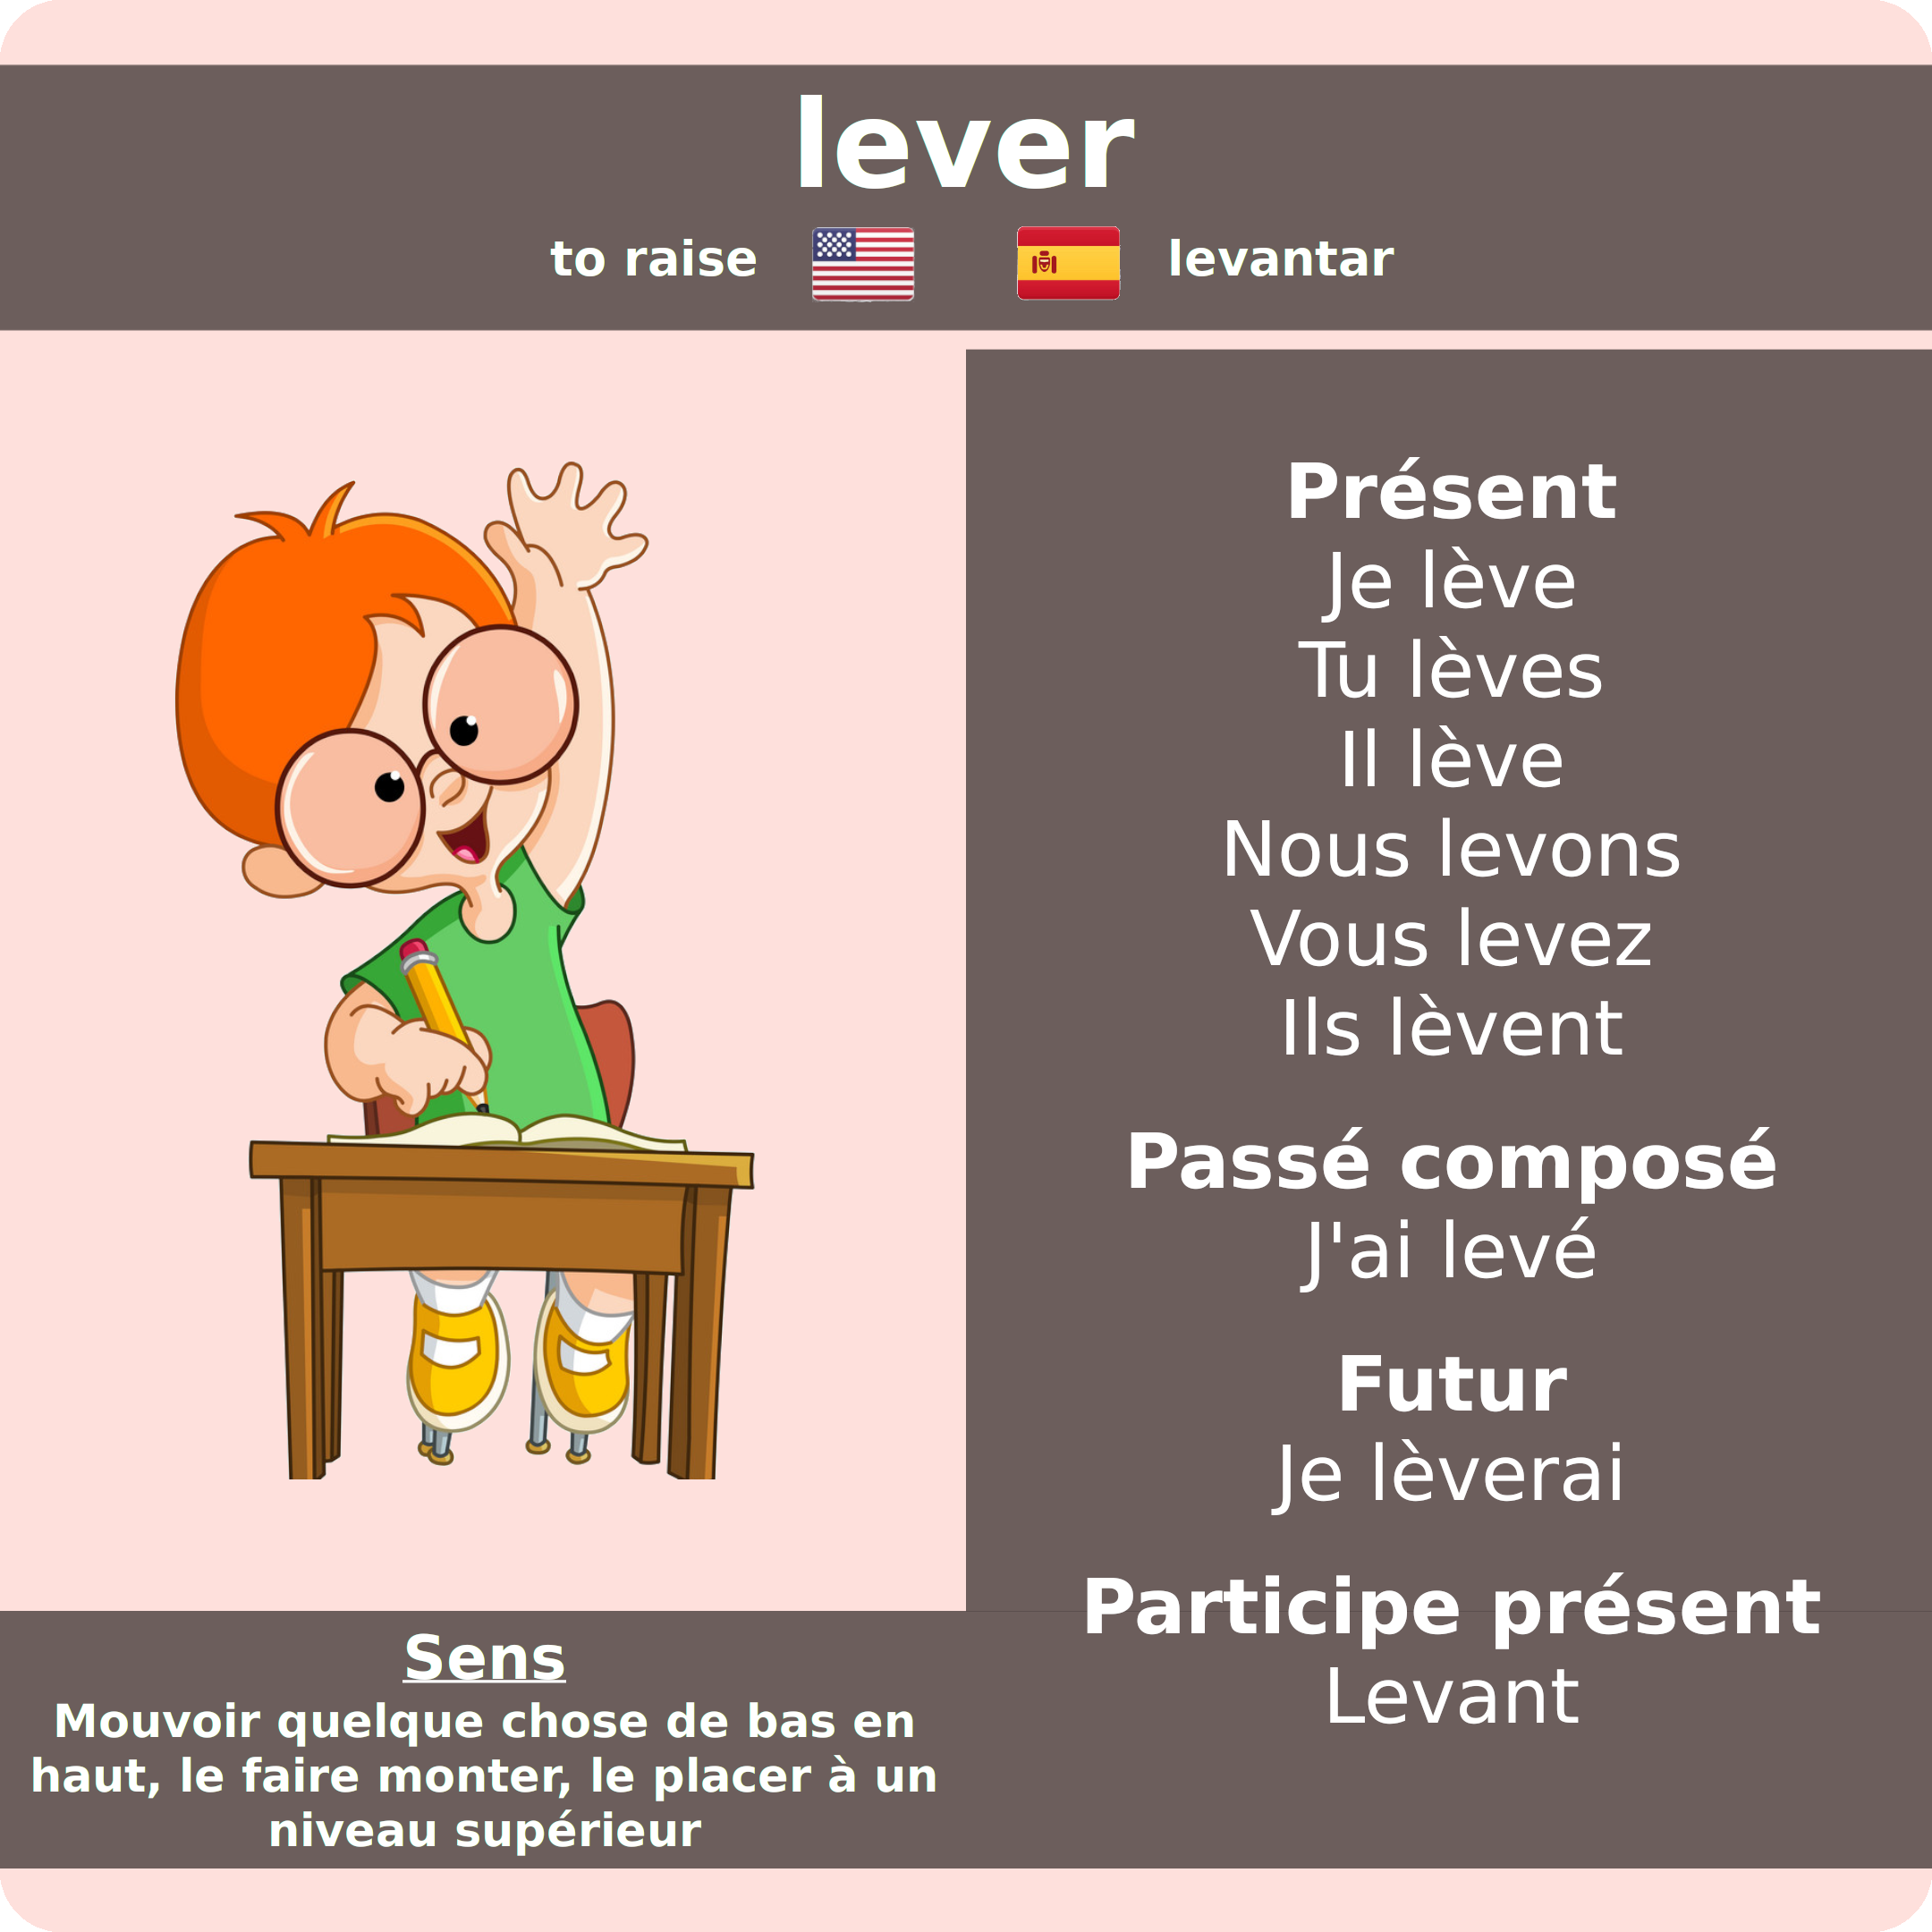 lever
to raise levantar
Présent
Je lève
Tu lèves
Il lève
Nous levons
Vous levez
Ils lèvent
Passé composé
J'ai levé
Futur
Je lèverai
Participe présent
Levant
Sens
Mouvoir quelque chose de bas en
haut, le faire monter, le placer à un
niveau supérieur